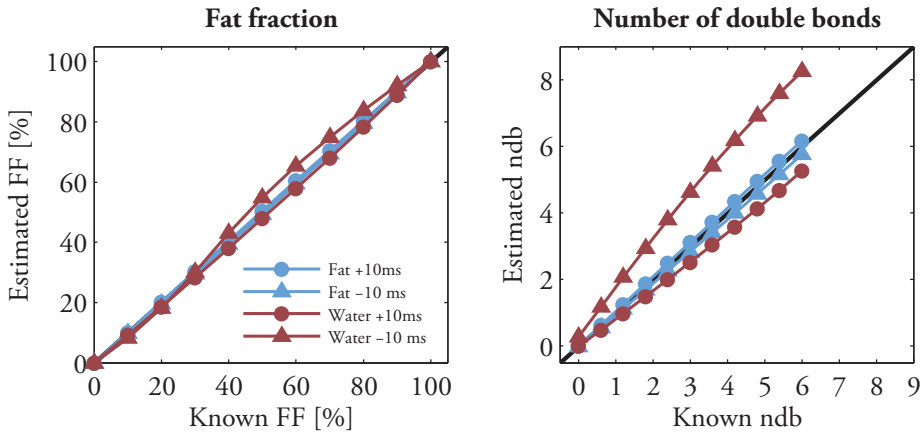 Fat fraction
Number of double bonds
Estimated FF [%]
100
80
60
40
20
0
0 20 40 60 80 100
Known FF [%]
Fat +10ms
Fat −10 ms
Water +10ms
Water −10 ms
Estimated ndb
8
6
4
2
0
0 1 2 3 4 5 6 7 8 9
Known ndb